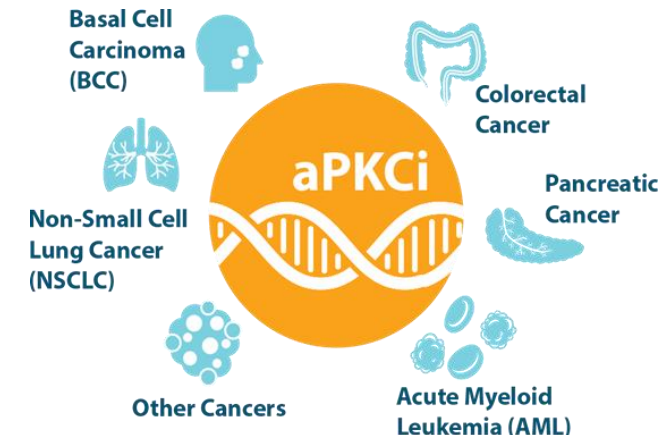 Basal Cell
Carcinoma
(BCC)
Colorectal
Cancer
aPKCi
Pancreatic
Cancer
Non-Small Cell
Lung Cancer
(NSCLC)
Other Cancers
Acute Myeloid
Leukemia (AML)